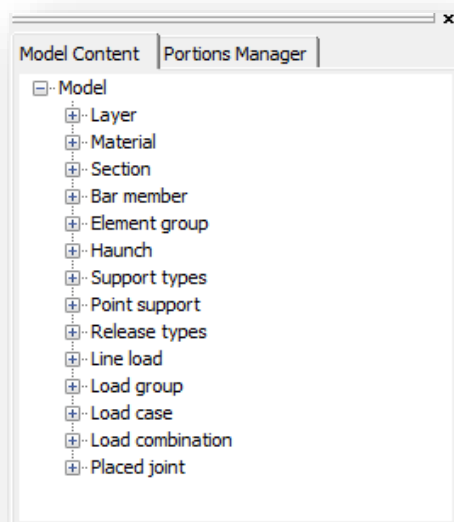 Model Content Portions Manager
Model
Layer
Material
Section
Bar member
Element group
Haunch
Support types
Point support
Release types
Line load
Load group
Load case
Load combination
Placed joint